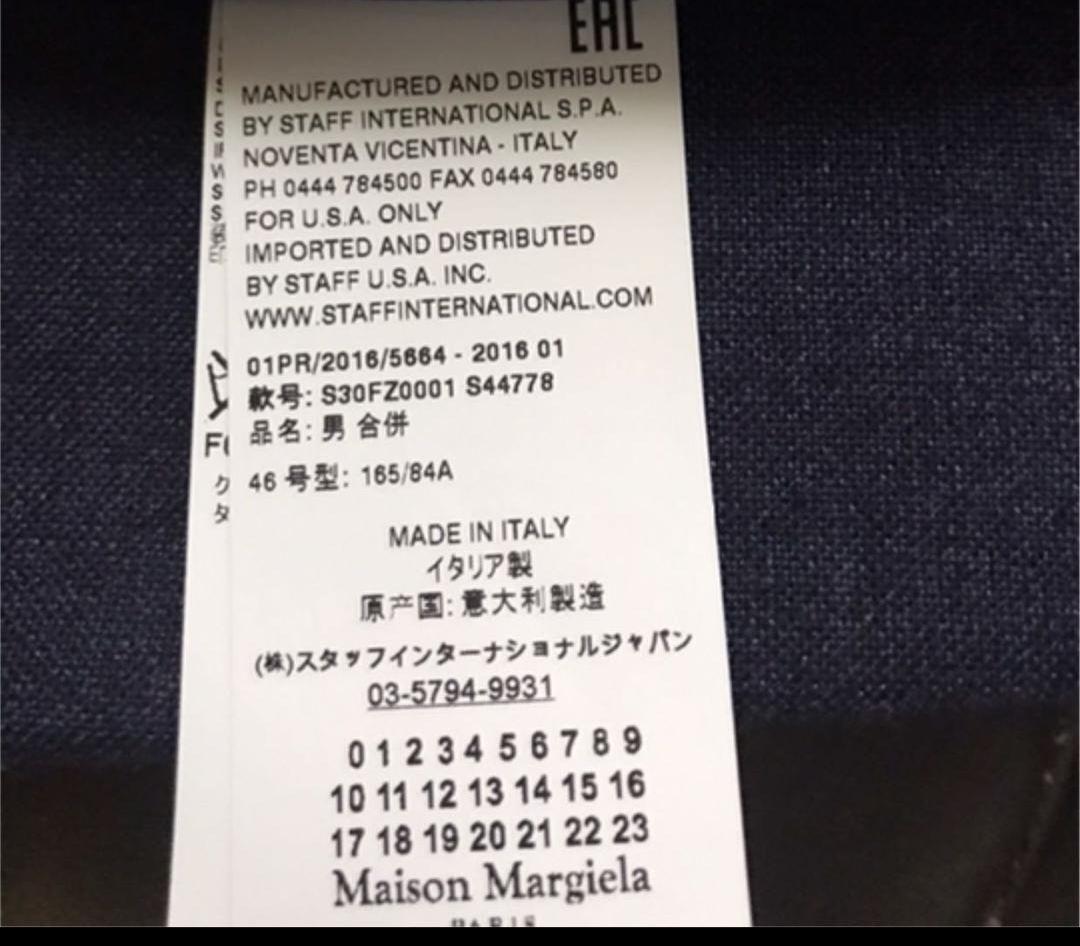 EAC
MANUFACTURED AND DISTRIBUTED
BY STAFF INTERNATIONAL S.P.A.
NOVENTA VICENTINA - ITALY
PH 0444 784500 FAX 0444 784580
FOR U.S.A. ONLY
IMPORTED AND DISTRIBUTED
BY STAFF U.S.A. INC.
WWW.STAFFINTERNATIONAL.COM
01PR/2016/5664 - 2016 01
款号: S30FZ0001 S44778
品名: 男 合併
46 号型: 165/84A
MADE IN ITALY
イタリア製
原产国: 意大利製造
(株)スタッフインターナショナルジャパン
03-5794-9931
0 1 2 3 4 5 6 7 8 9
10 11 12 13 14 15 16
17 18 19 20 21 22 23
Maison Margiela
PARIS